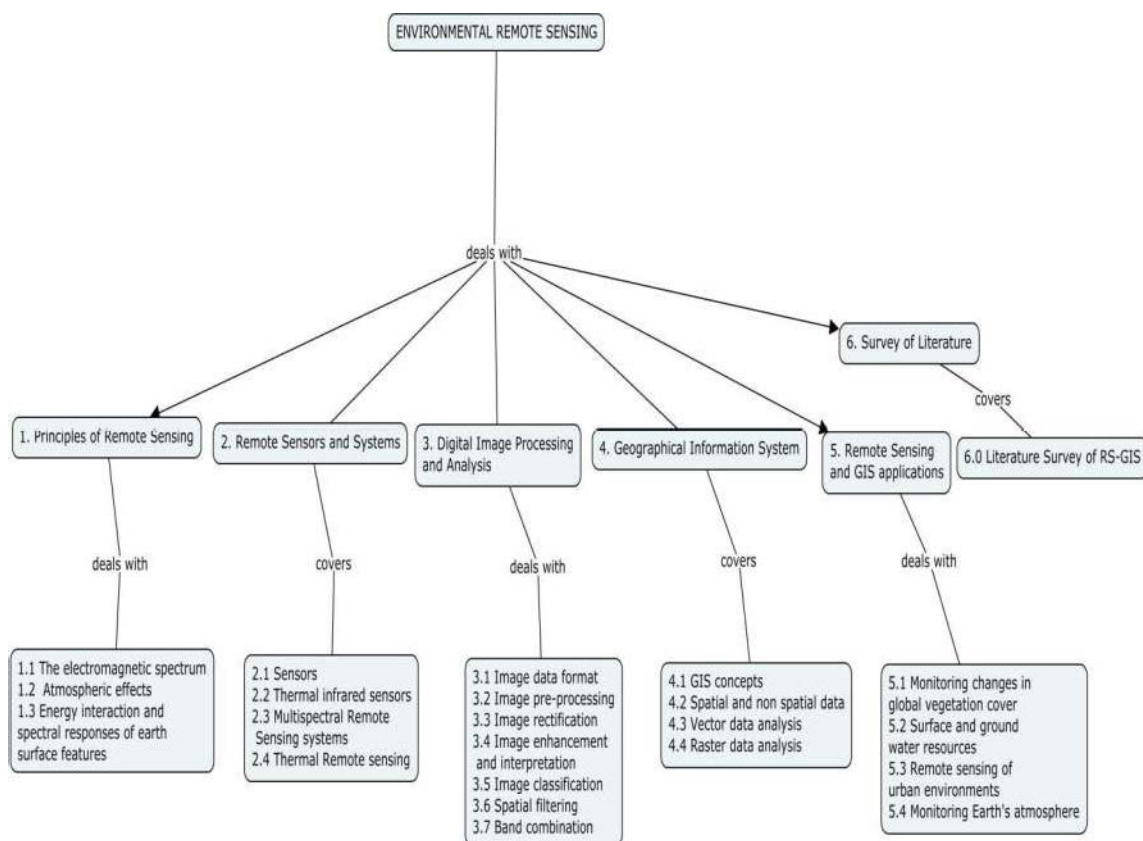 ENVIRONMENTAL REMOTE SENSING
deals with
6. Survey of Literature
covers
6.0 Literature Survey of RS-GIS
1. Principles of Remote Sensing
deals with
1.1 The electromagnetic spectrum
1.2 Atmospheric effects
1.3 Energy interaction and
spectral responses of earth
surface features
2. Remote Sensors and Systems
covers
2.1 Sensors
2.2 Thermal infrared sensors
2.3 Multispectral Remote
Sensing systems
2.4 Thermal Remote sensing
3. Digital Image Processing
and Analysis
deals with
3.1 Image data format
3.2 Image pre-processing
3.3 Image rectification
3.4 Image enhancement
and interpretation
3.5 Image classification
3.6 Spatial filtering
3.7 Band combination
4. Geographical Information System
covers
4.1 GIS concepts
4.2 Spatial and non spatial data
4.3 Vector data analysis
4.4 Raster data analysis
5. Remote Sensing
and GIS applications
deals with
5.1 Monitoring changes in
global vegetation cover
5.2 Surface and ground
water resources
5.3 Remote sensing of
urban environments
5.4 Monitoring Earth's atmosphere